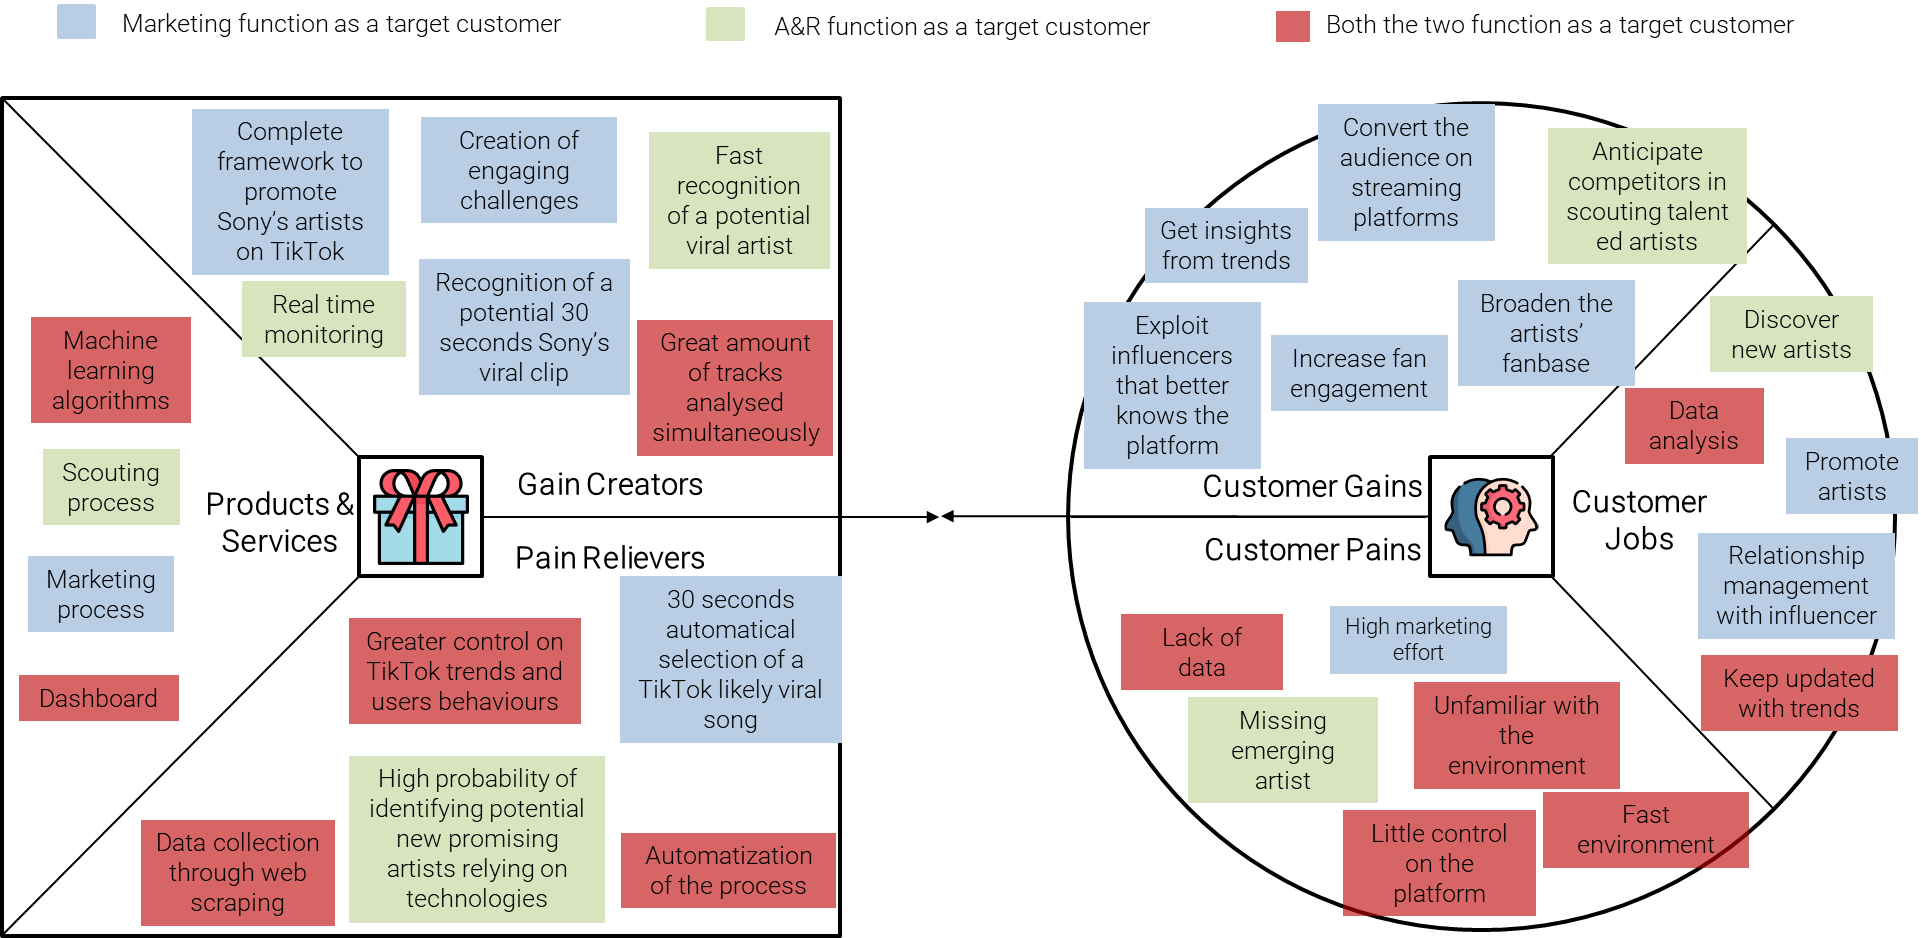 Marketing function as a target customer
A&R function as a target customer
Both the two function as a target customer
Complete
framework to
promote
Sony’s artists
on TikTok
Creation of
engaging
challenges
Fast
recognition
of a potential
viral artist
Real time
monitoring
Recognition of a
potential 30
seconds Sony’s
viral clip
Great amount
of tracks
analysed
simultaneously
Gain Creators
Machine
learning
algorithms
Scouting
process
Marketing
process
Dashboard
Products &
Services
Pain Relievers
Greater control on
TikTok trends and
users behaviours
30 seconds
automatical
selection of a
TikTok likely viral
song
Data collection
through web
scraping
High probability of
identifying potential
new promising
artists relying on
technologies
Automatization
of the process
Convert the
audience on
streaming
platforms
Anticipate
competitors in
scouting talent
ed artists
Get insights
from trends
Exploit
influencers
that better
knows the
platform
Increase fan
engagement
Broaden the
artists’
fanbase
Customer Gains
Discover
new artists
Data
analysis
Promote
artists
Customer
Jobs
Relationship
management
with influencer
Keep updated
with trends
Customer Pains
Lack of
data
High marketing
effort
Missing
emerging
artist
Unfamiliar with
the
environment
Little control
on the
platform
Fast
environment